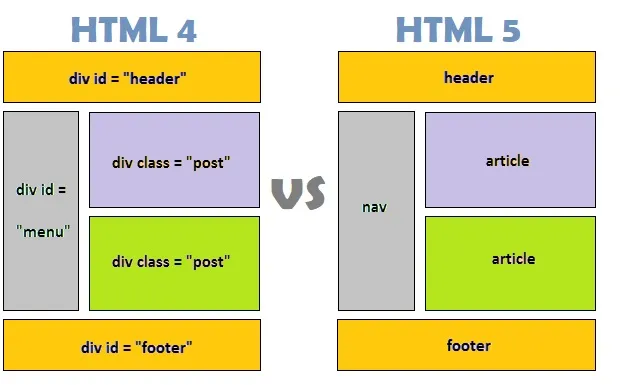 HTML 4
HTML 5
div id = "header"
header
div id =
"menu"
div class = "post"
div class = "post"
vs
nav
article
article
div id = "footer"
footer